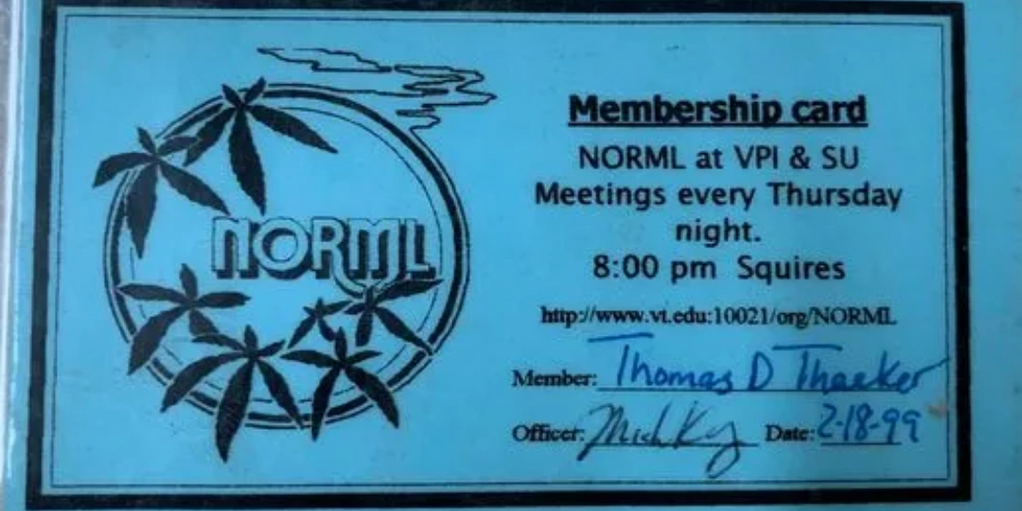 NORML
Membership card
NORML at VPI & SU
Meetings every Thursday
night.
8:00 pm Squires
http://www.vt.edu:10021/org/NORML
Member: Thomas D Thacker
Officer: Date: 2-18-99